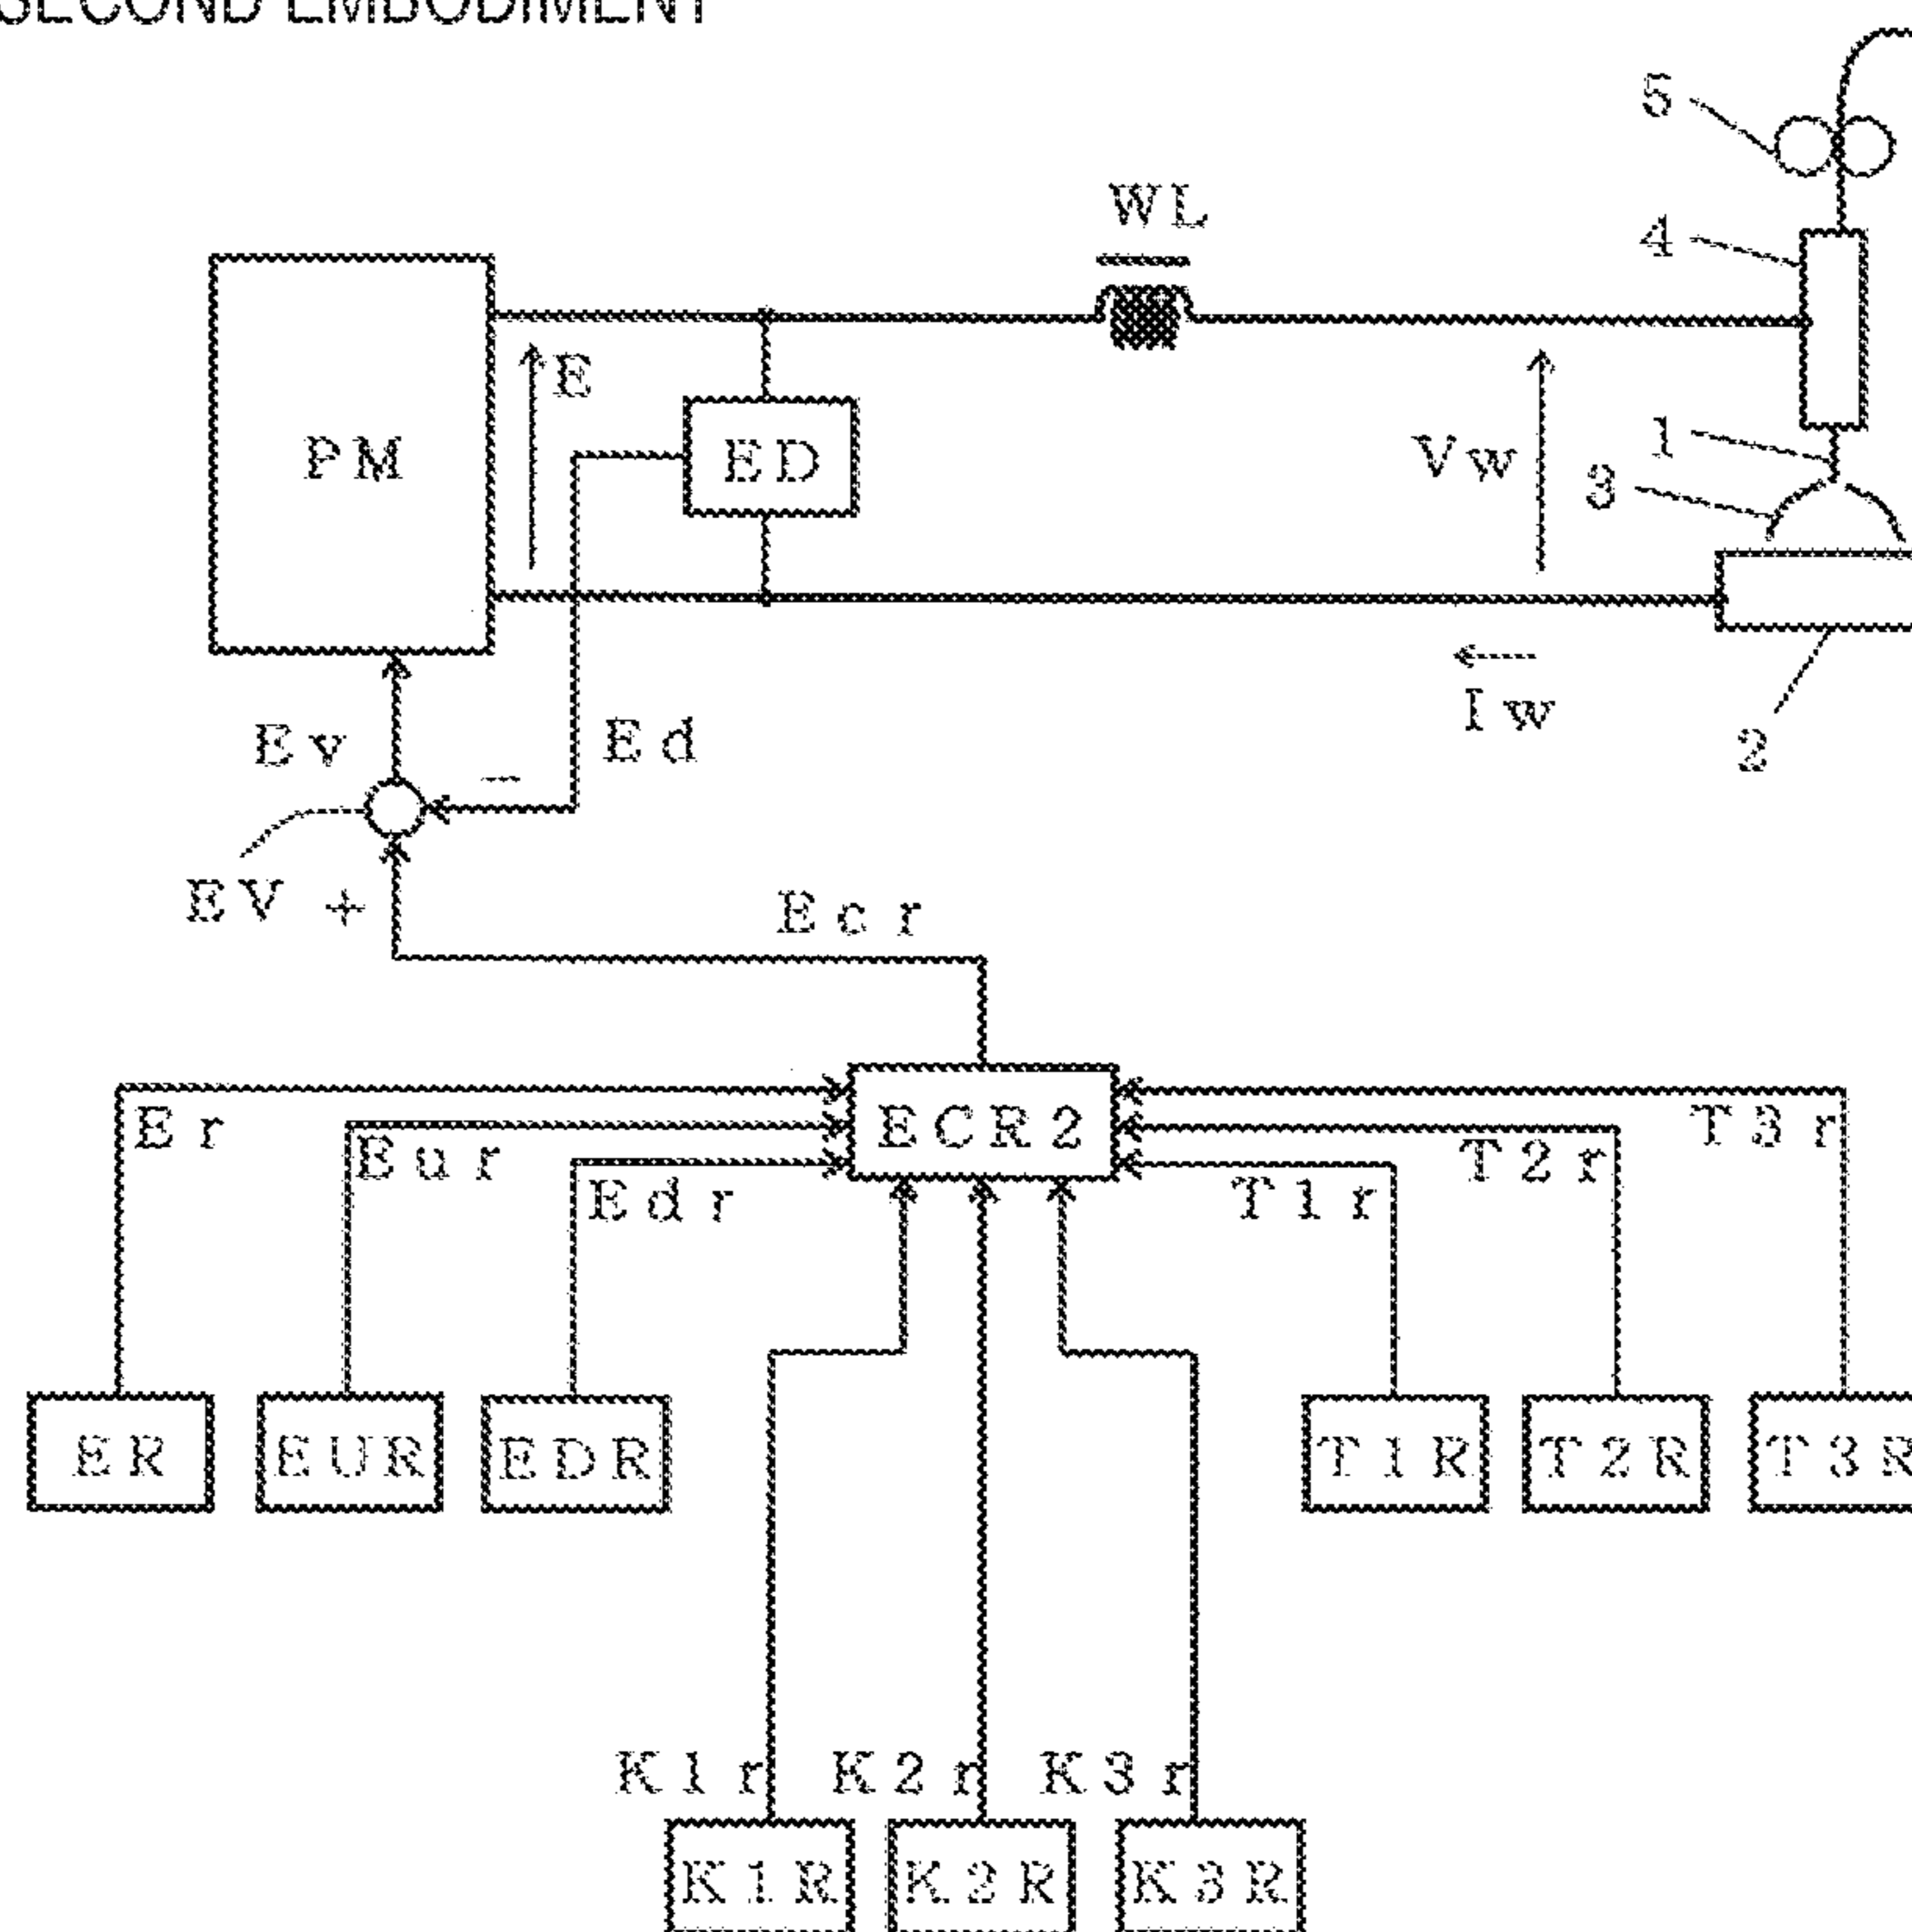 SECOND EMBODIMENT
5
WL
4
E
PM
ED
Vw
1
3
Iw
2
Ev
Ed
−
EV +
Ecr
Er
ECR2
T3r
Eur
T2r
Edr
T1r
ER
EUR
EDR
T1R
T2R
T3R
K1r
K2r
K3r
K1R
K2R
K3R